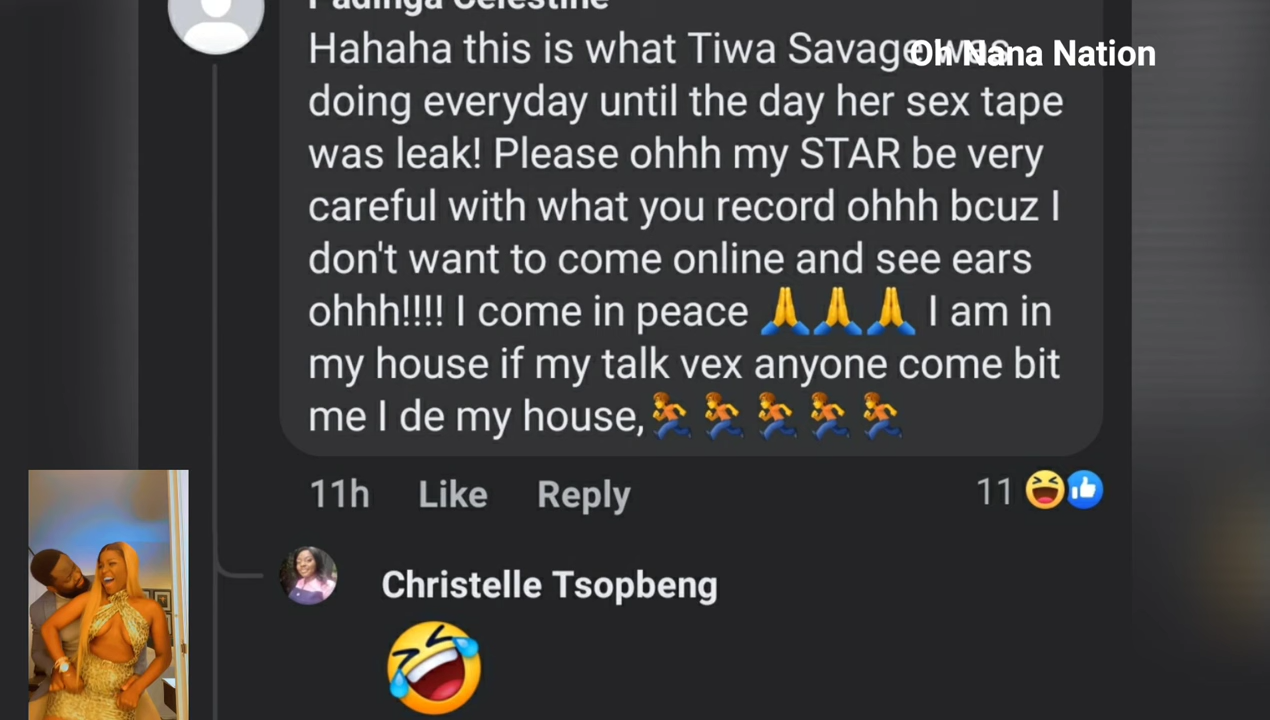 Hahaha this is what Tiwa Savage was
Oh Nana Nation
doing everyday until the day her sex tape
was leak! Please ohhh my STAR be very
careful with what you record ohhh bcuz I
don't want to come online and see ears
ohhh!!!! I come in peace 🙏🙏🙏 I am in
my house if my talk vex anyone come bit
me I de my house,🏃🏃🏃🏃🏃
11h Like Reply 11
Christelle Tsopbeng